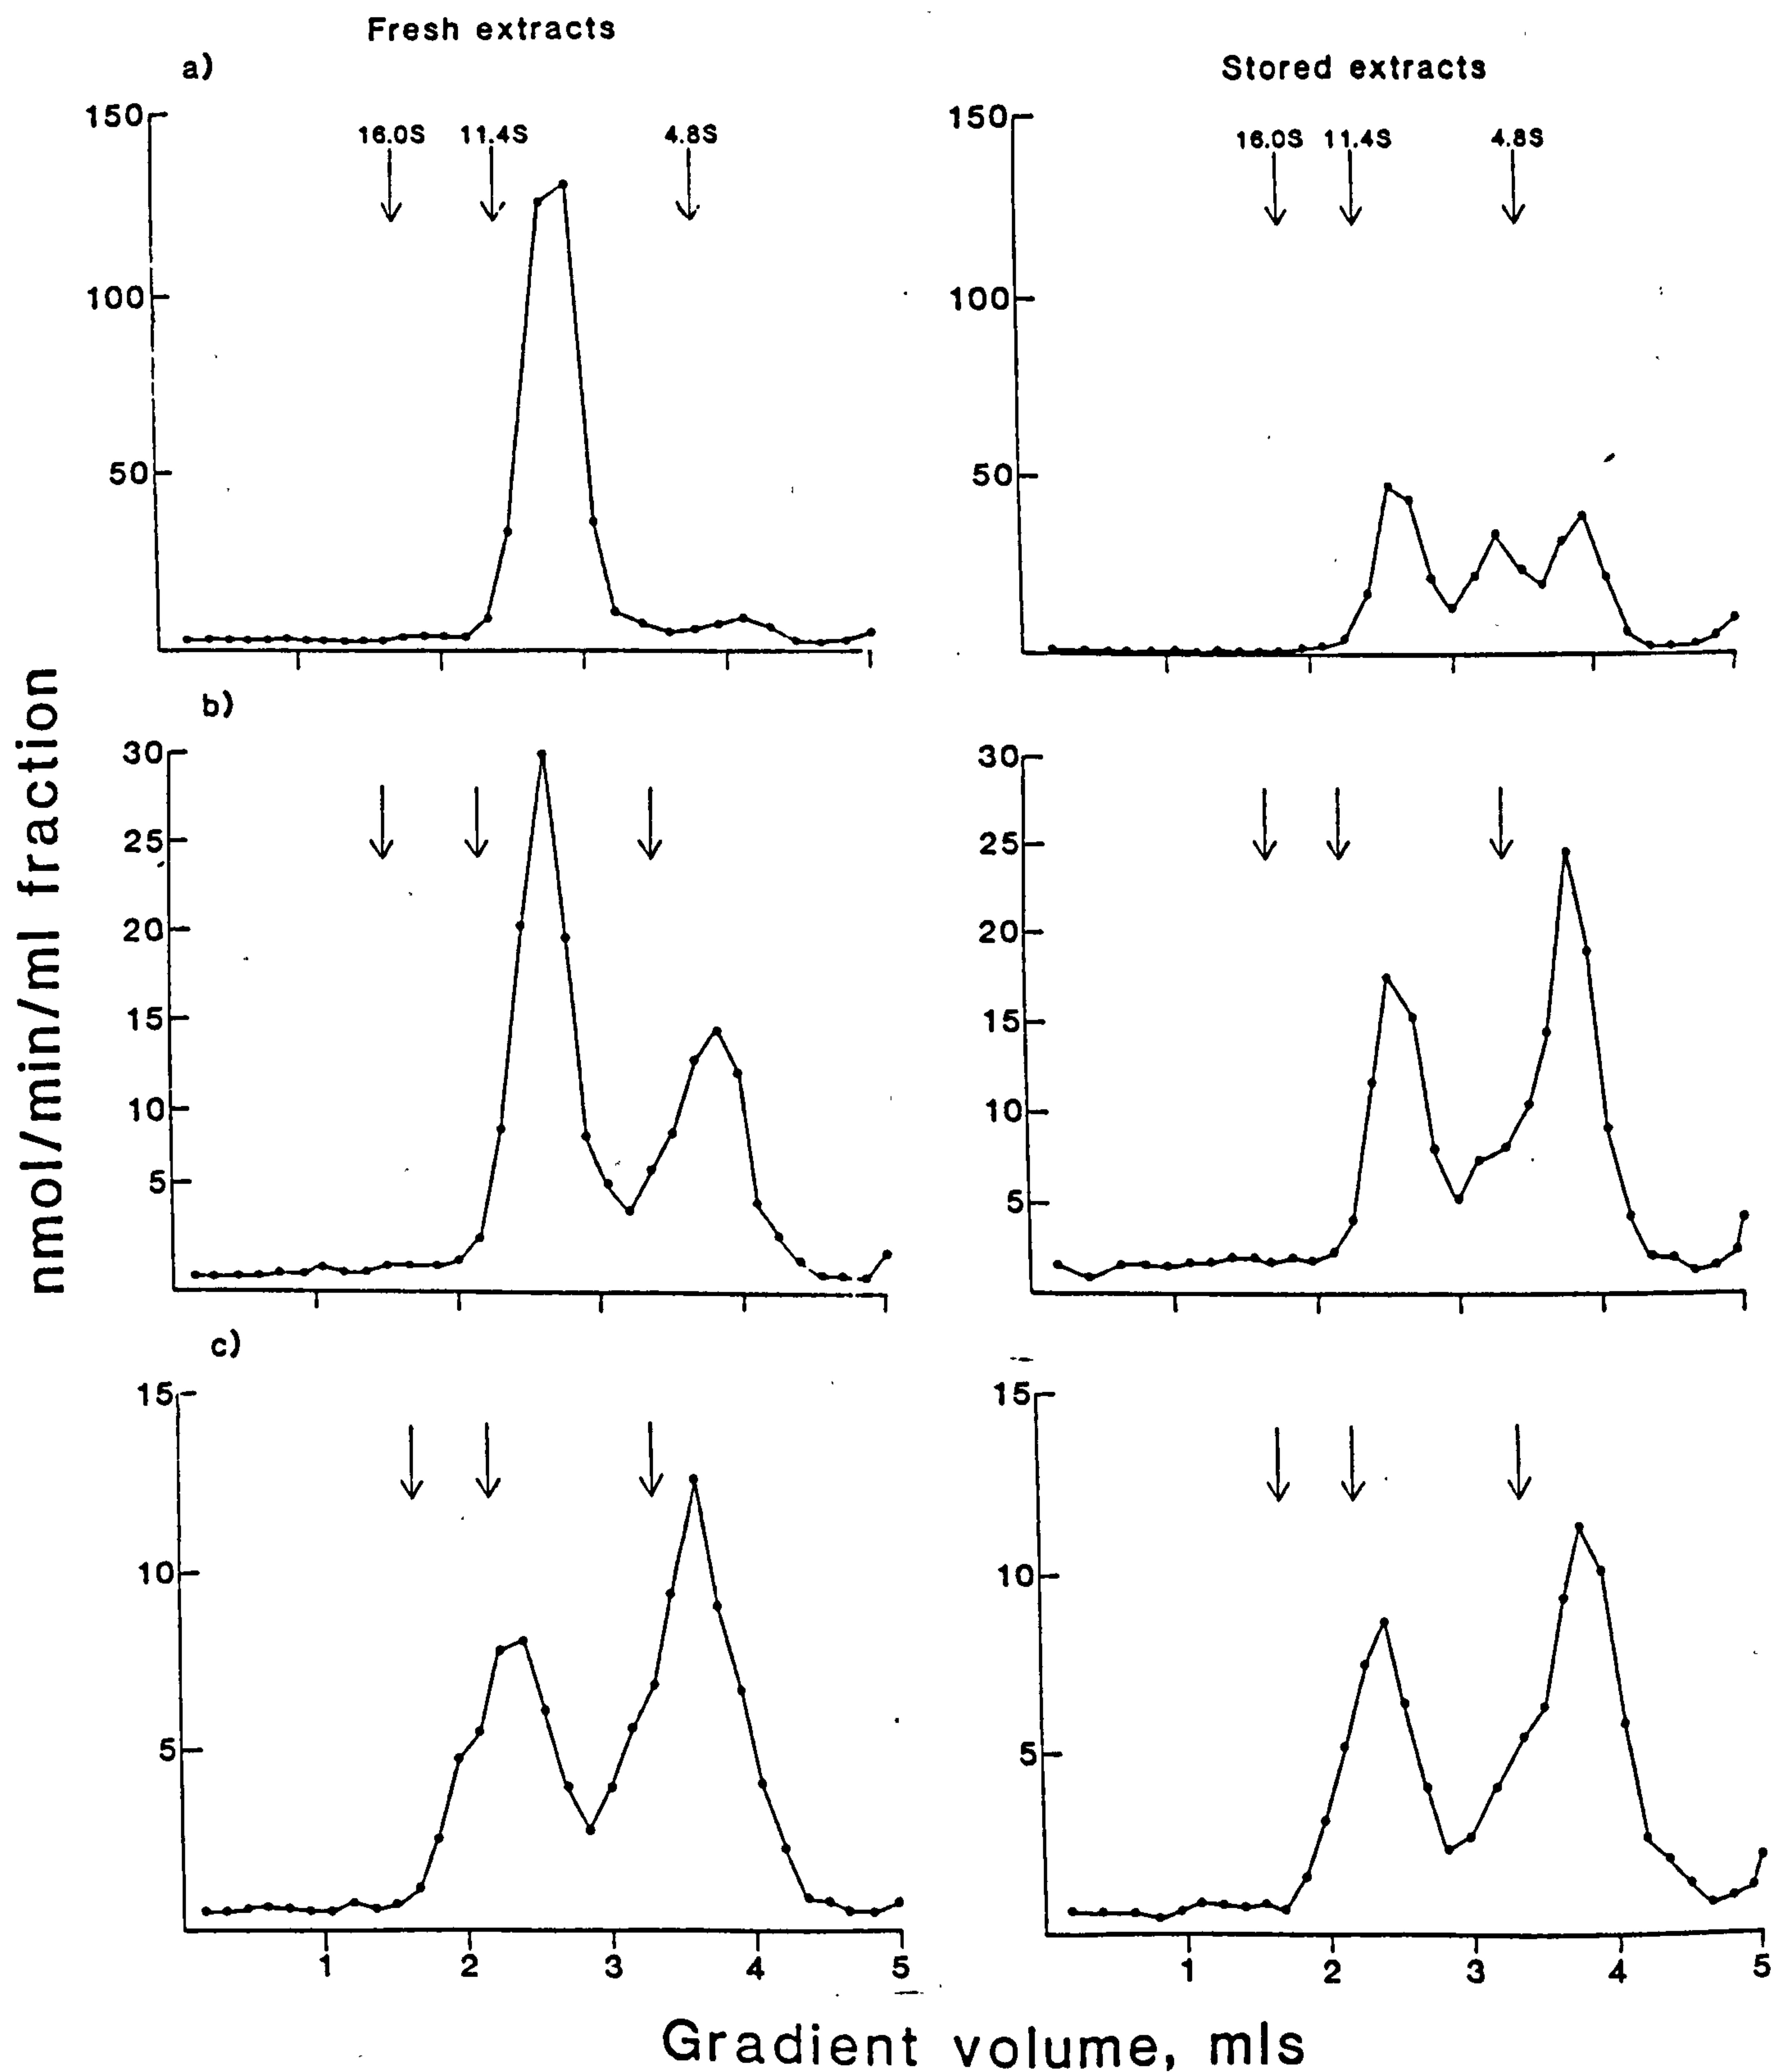 Fresh extracts
Stored extracts
a)
150
100
50
16.0S 11.4S 4.8S
150
100
50
16.0S 11.4S 4.8S
b)
30
25
20
15
10
5
30
25
20
15
10
5
c)
15
10
5
1 2 3 4 5
15
10
5
1 2 3 4 5
nmol/min/ml fraction
Gradient volume, mls